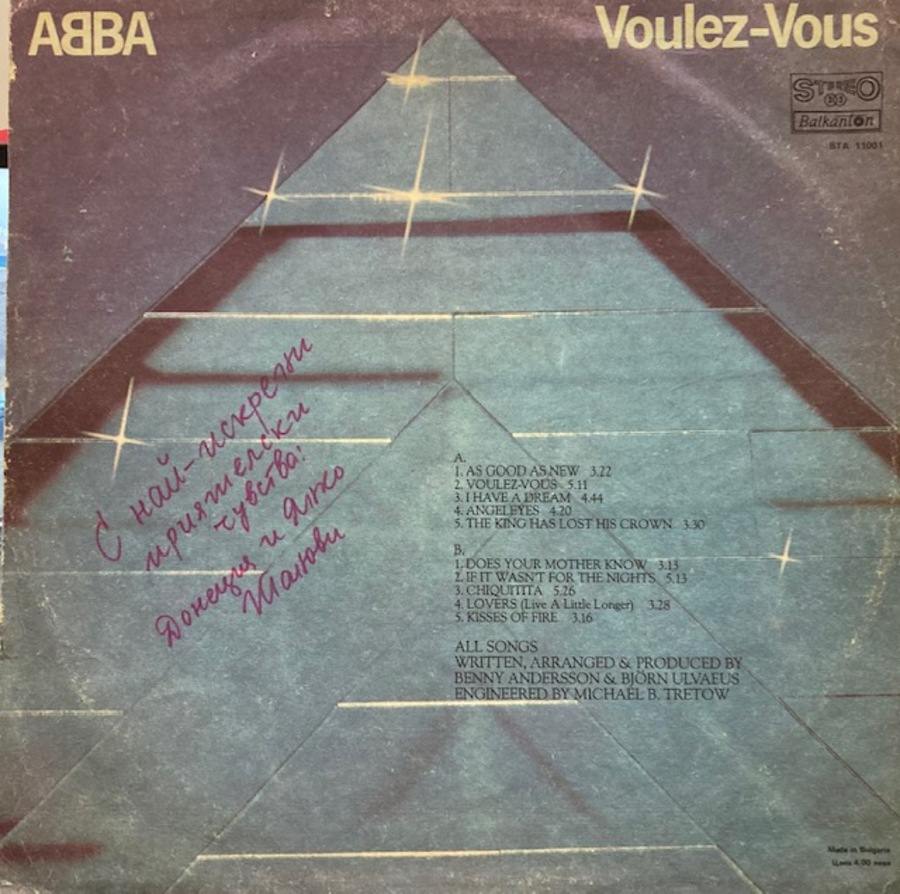 ABBA
Voulez-Vous
STEREO
Balkanton
STA 11001
С най-искрени
приятелски
чувства!
Донеция и Янко
A.
1. AS GOOD AS NEW 3.22
2. VOULEZ-VOUS 5.11
3. I HAVE A DREAM 4.44
4. ANGELEYES 4.20
5. THE KING HAS LOST HIS CROWN 3.30
B.
1. DOES YOUR MOTHER KNOW 3.13
2. IF IT WASN'T FOR THE NIGHTS 5.13
3. CHIQUITITA 5.26
4. LOVERS (Live A Little Longer) 3.28
5. KISSES OF FIRE 3.16
ALL SONGS
WRITTEN, ARRANGED & PRODUCED BY
BENNY ANDERSSON & BJÖRN ULVAEUS
ENGINEERED BY MICHAEL B. TRETOW
Made in Bulgaria
Цена 4.00 лева